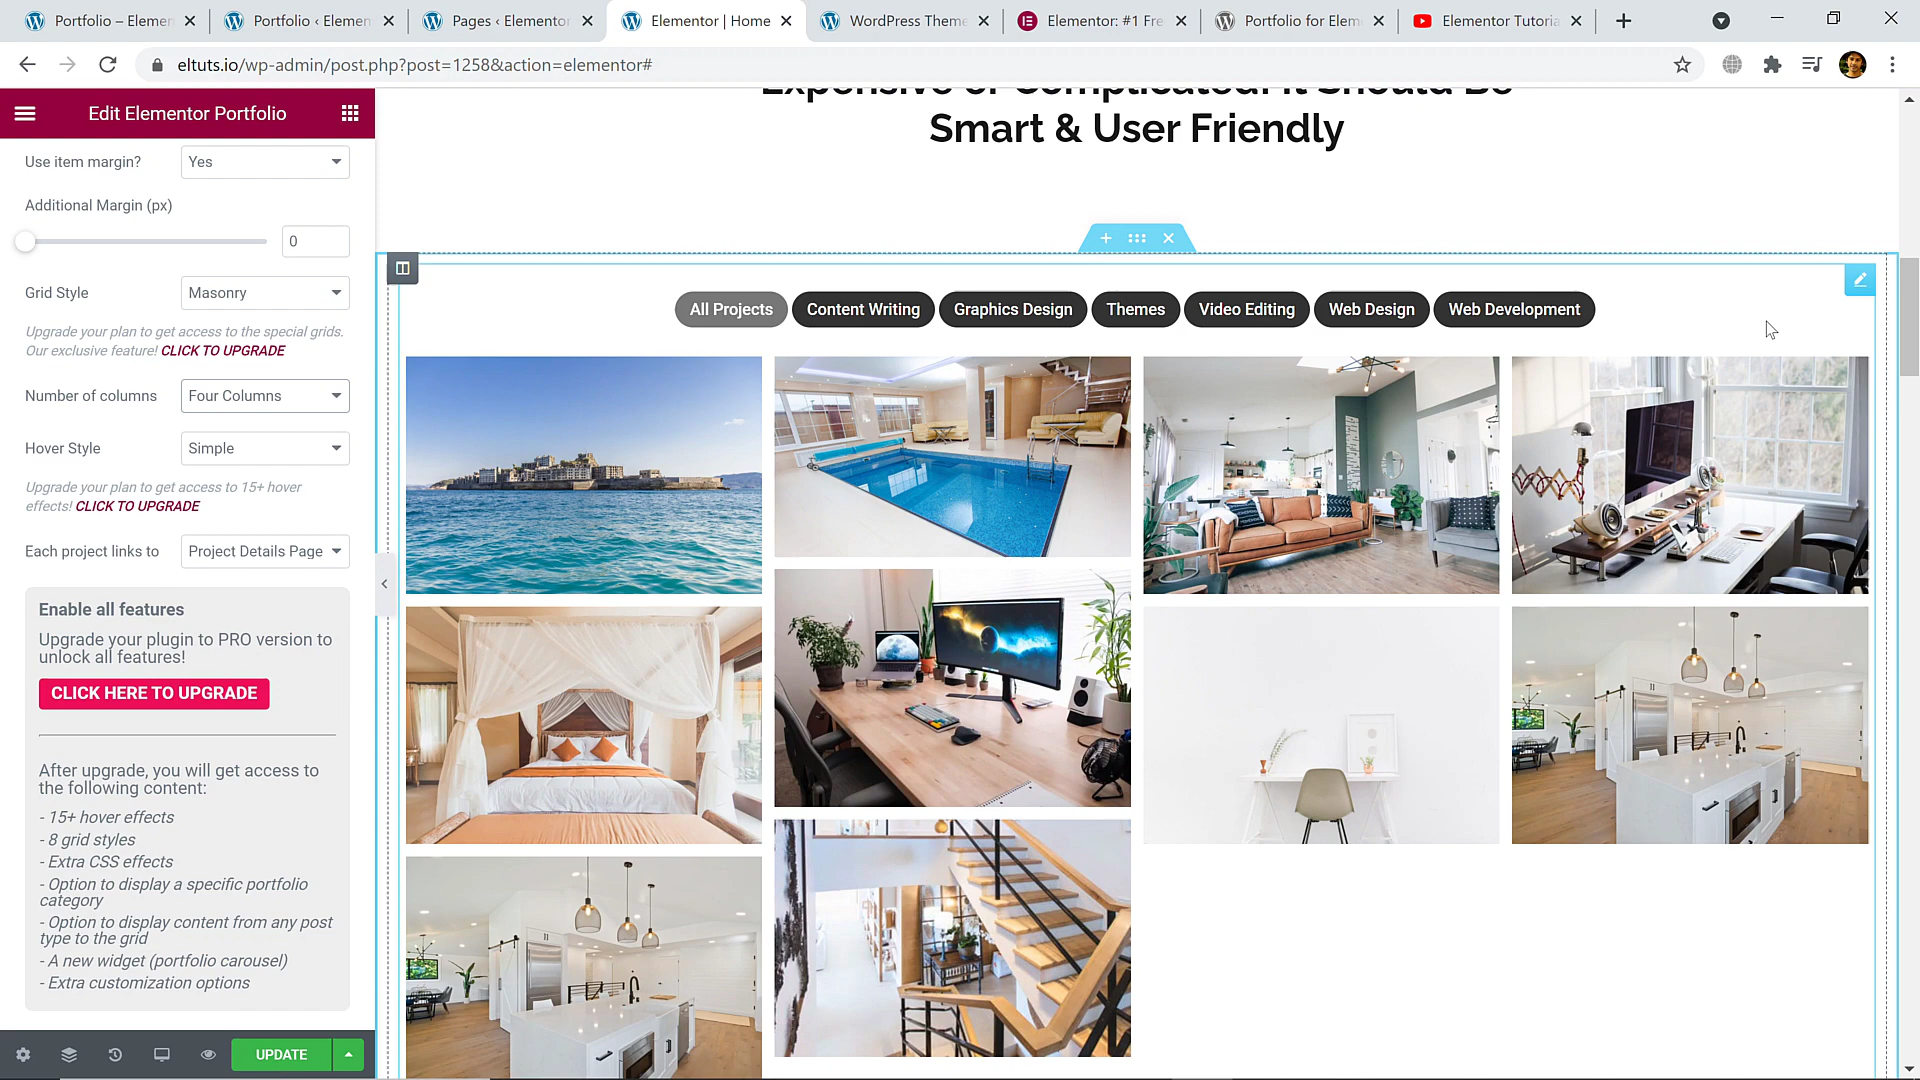 Portfolio – Elemen
Portfolio ‹ Elemen
Pages ‹ Elementor
Elementor | Home
WordPress Theme
Elementor: #1 Fre
Portfolio for Elem
Elementor Tutoria
eltuts.io/wp-admin/post.php?post=1258&action=elementor#
Edit Elementor Portfolio
Use item margin?
Yes
Additional Margin (px)
0
Grid Style
Masonry
Upgrade your plan to get access to the special grids.
Our exclusive feature! CLICK TO UPGRADE
Number of columns
Four Columns
Hover Style
Simple
Upgrade your plan to get access to 15+ hover
effects! CLICK TO UPGRADE
Each project links to
Project Details Page
Enable all features
Upgrade your plugin to PRO version to
unlock all features!
CLICK HERE TO UPGRADE
After upgrade, you will get access to
the following content:
- 15+ hover effects
- 8 grid styles
- Extra CSS effects
- Option to display a specific portfolio
category
- Option to display content from any post
type to the grid
- A new widget (portfolio carousel)
- Extra customization options
UPDATE
Expensive or Complicated! It Should Be
Smart & User Friendly
All Projects
Content Writing
Graphics Design
Themes
Video Editing
Web Design
Web Development